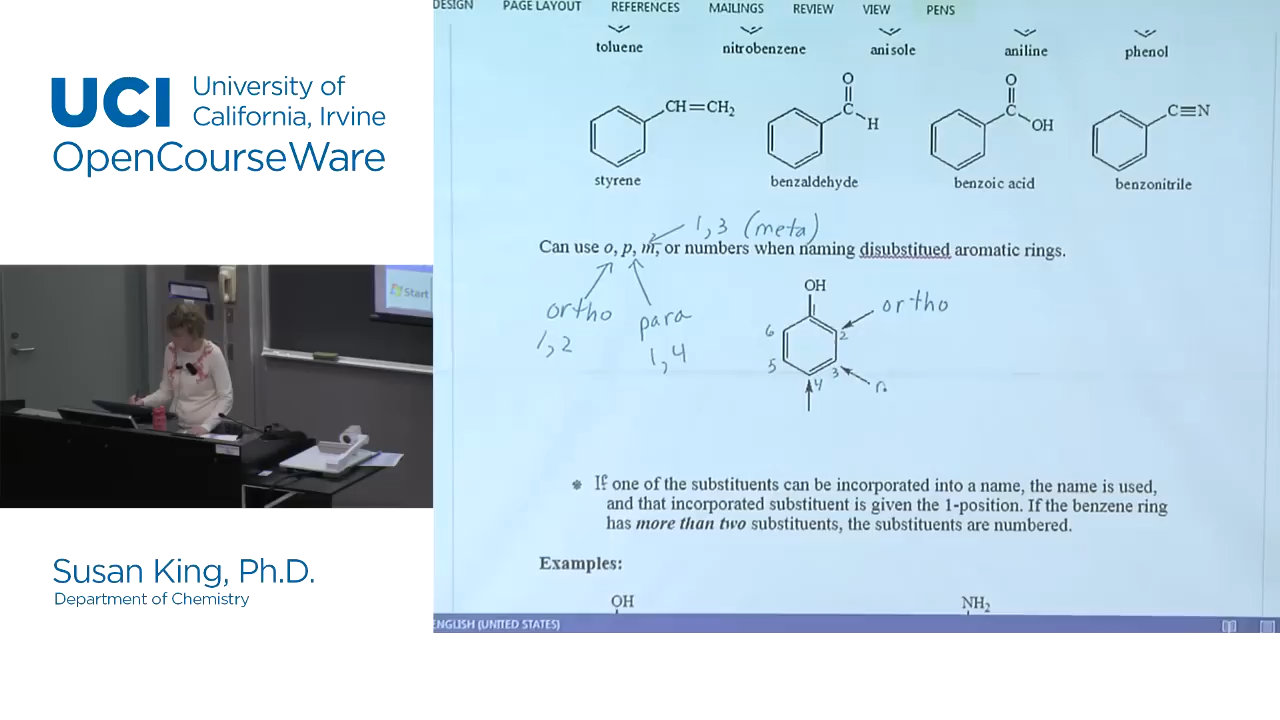 UCI
University of
California, Irvine
OpenCourseWare
DESIGN PAGE LAYOUT REFERENCES MAILINGS REVIEW VIEW PENS
toluene nitrobenzene anisole aniline phenol
CH=CH2
O
C
H
O
C
OH
C≡N
styrene benzaldehyde benzoic acid benzonitrile
1,3 (meta)
Can use o, p, m, or numbers when naming disubstitued aromatic rings.
ortho
1,2
para
1,4
OH
ortho
6 2
5 3
4
Start
If one of the substituents can be incorporated into a name, the name is used,
and that incorporated substituent is given the 1-position. If the benzene ring
has more than two substituents, the substituents are numbered.
Examples:
OH NH2
ENGLISH (UNITED STATES)
Susan King, Ph.D.
Department of Chemistry